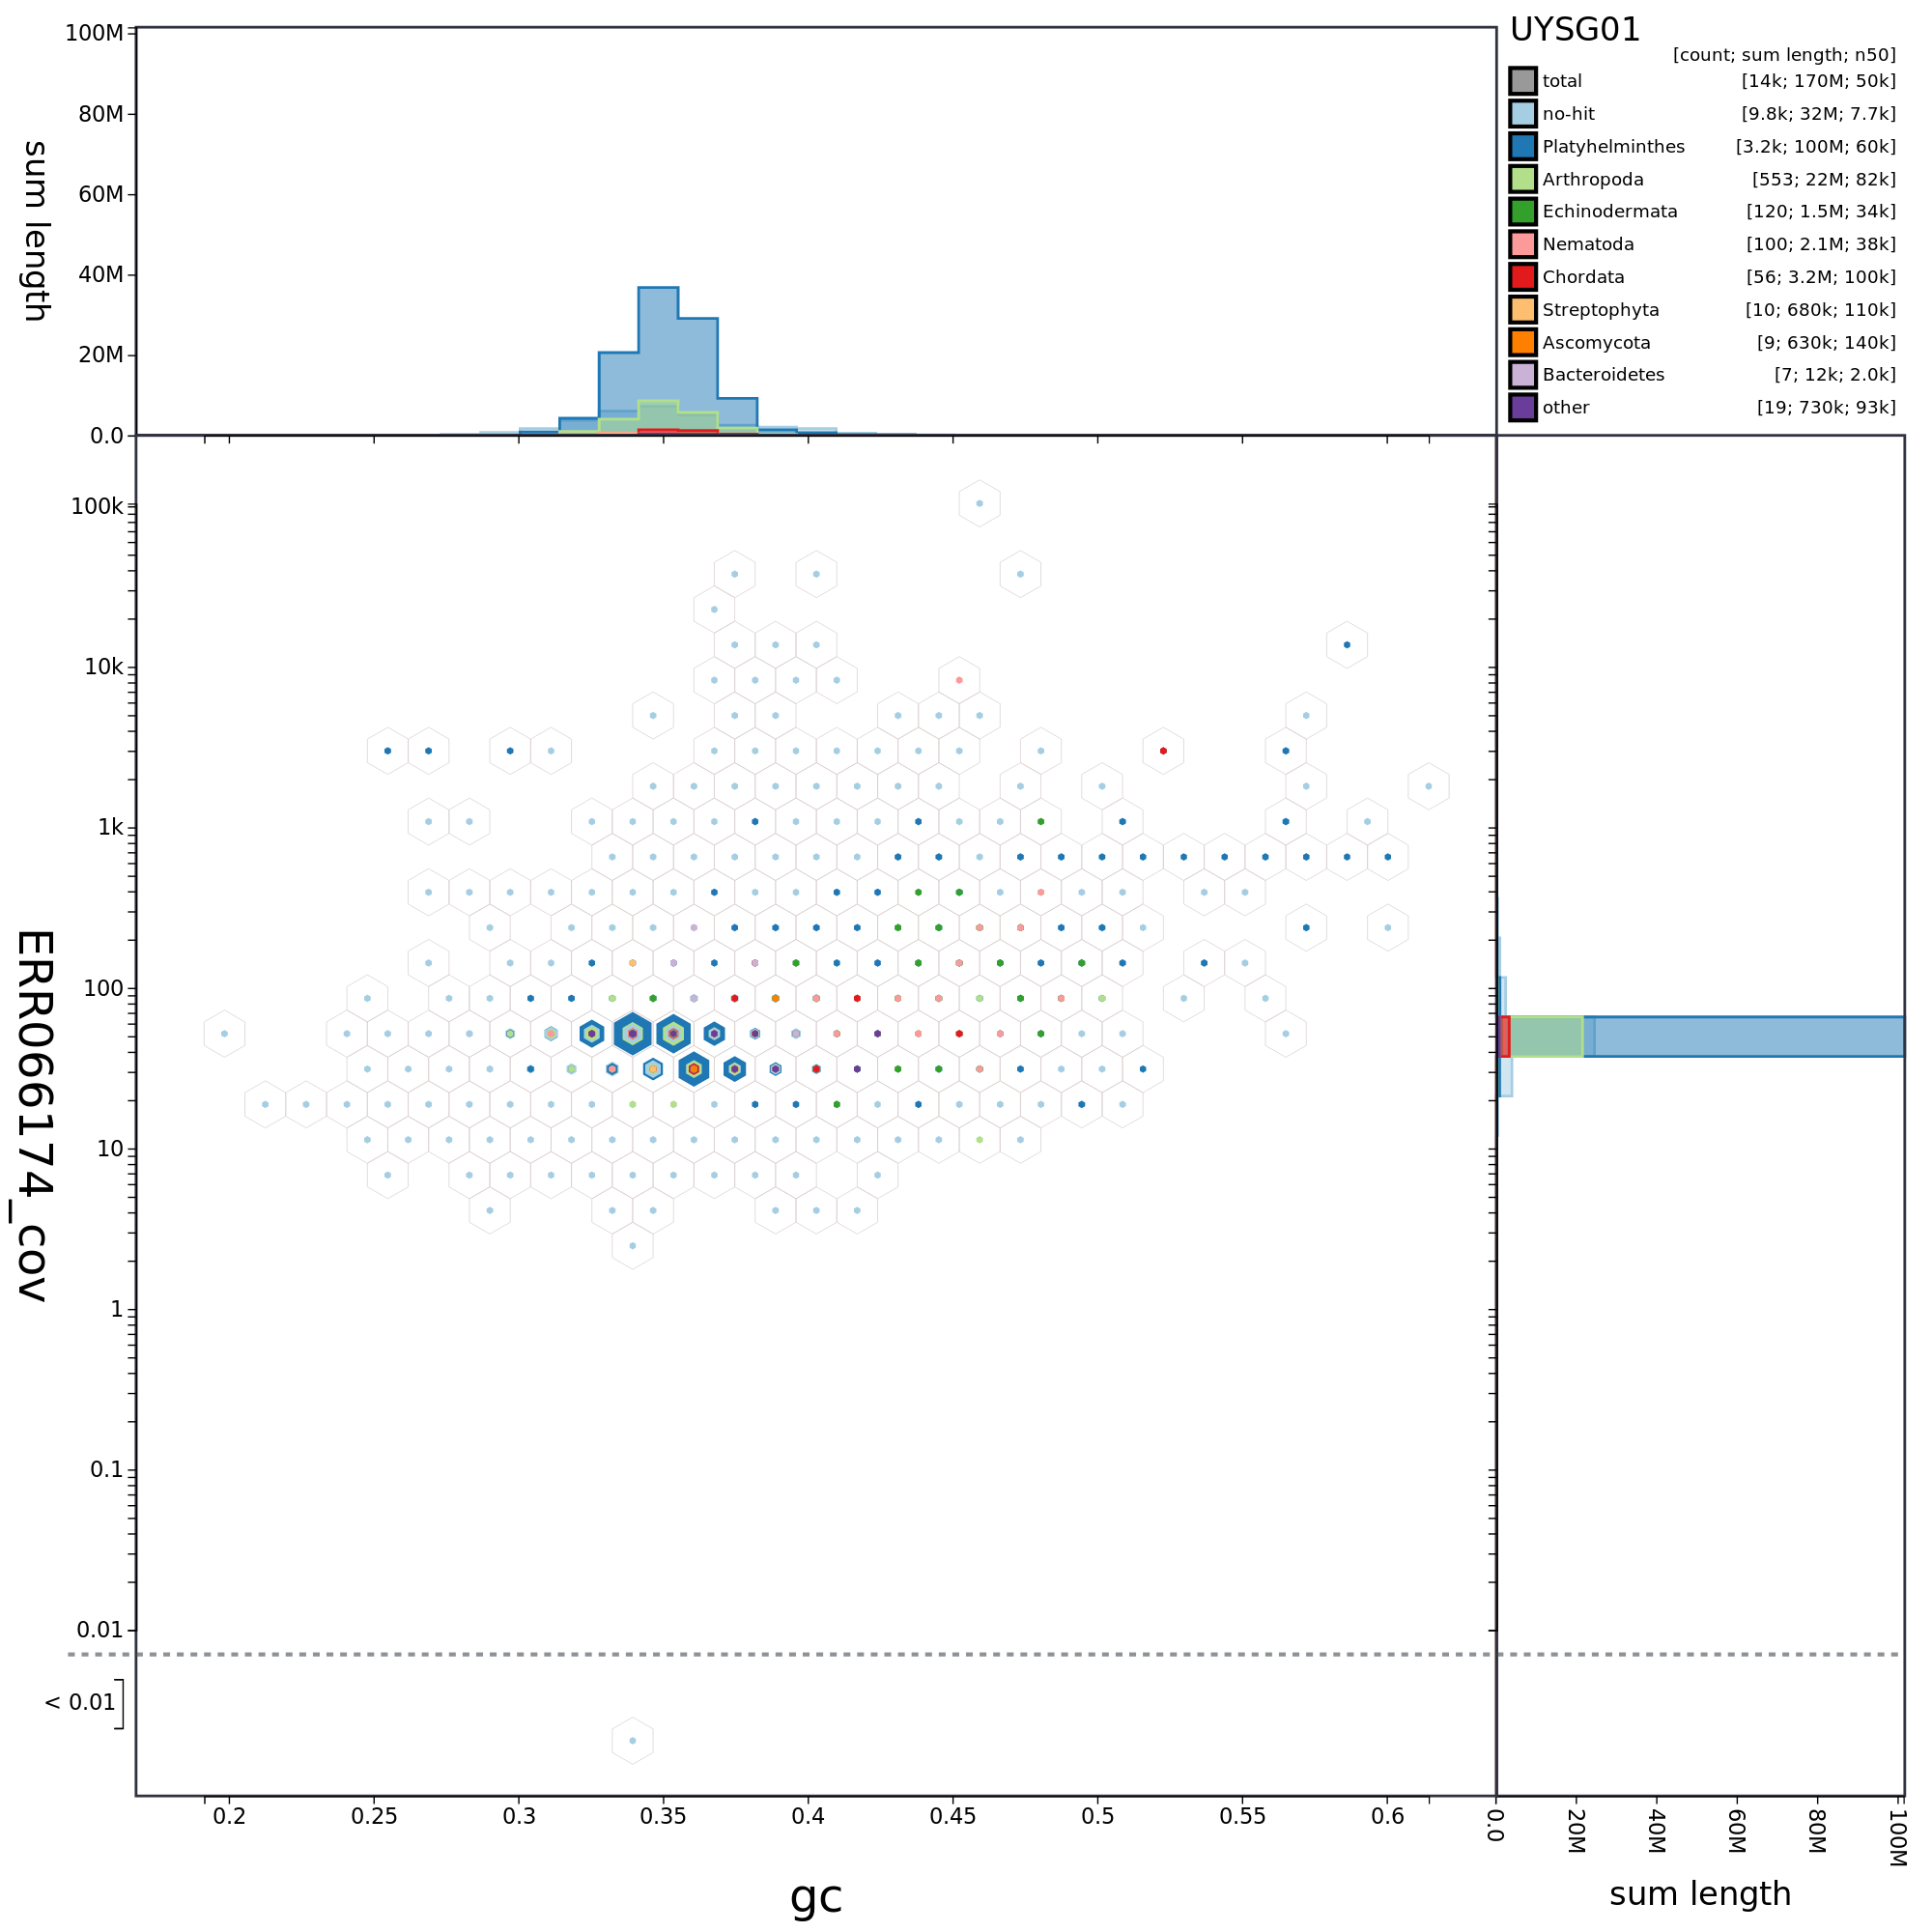 UYSG01
[count; sum length; n50]
total [14k; 170M; 50k]
no-hit [9.8k; 32M; 7.7k]
Platyhelminthes [3.2k; 100M; 60k]
Arthropoda [553; 22M; 82k]
Echinodermata [120; 1.5M; 34k]
Nematoda [100; 2.1M; 38k]
Chordata [56; 3.2M; 100k]
Streptophyta [10; 680k; 110k]
Ascomycota [9; 630k; 140k]
Bacteroidetes [7; 12k; 2.0k]
other [19; 730k; 93k]
sum length
100M
80M
60M
40M
20M
0.0
ERR066174_cov
100k
10k
1k
100
10
1
0.1
0.01
< 0.01
0.2 0.25 0.3 0.35 0.4 0.45 0.5 0.55 0.6
gc
0.0 20M 40M 60M 80M 100M
sum length